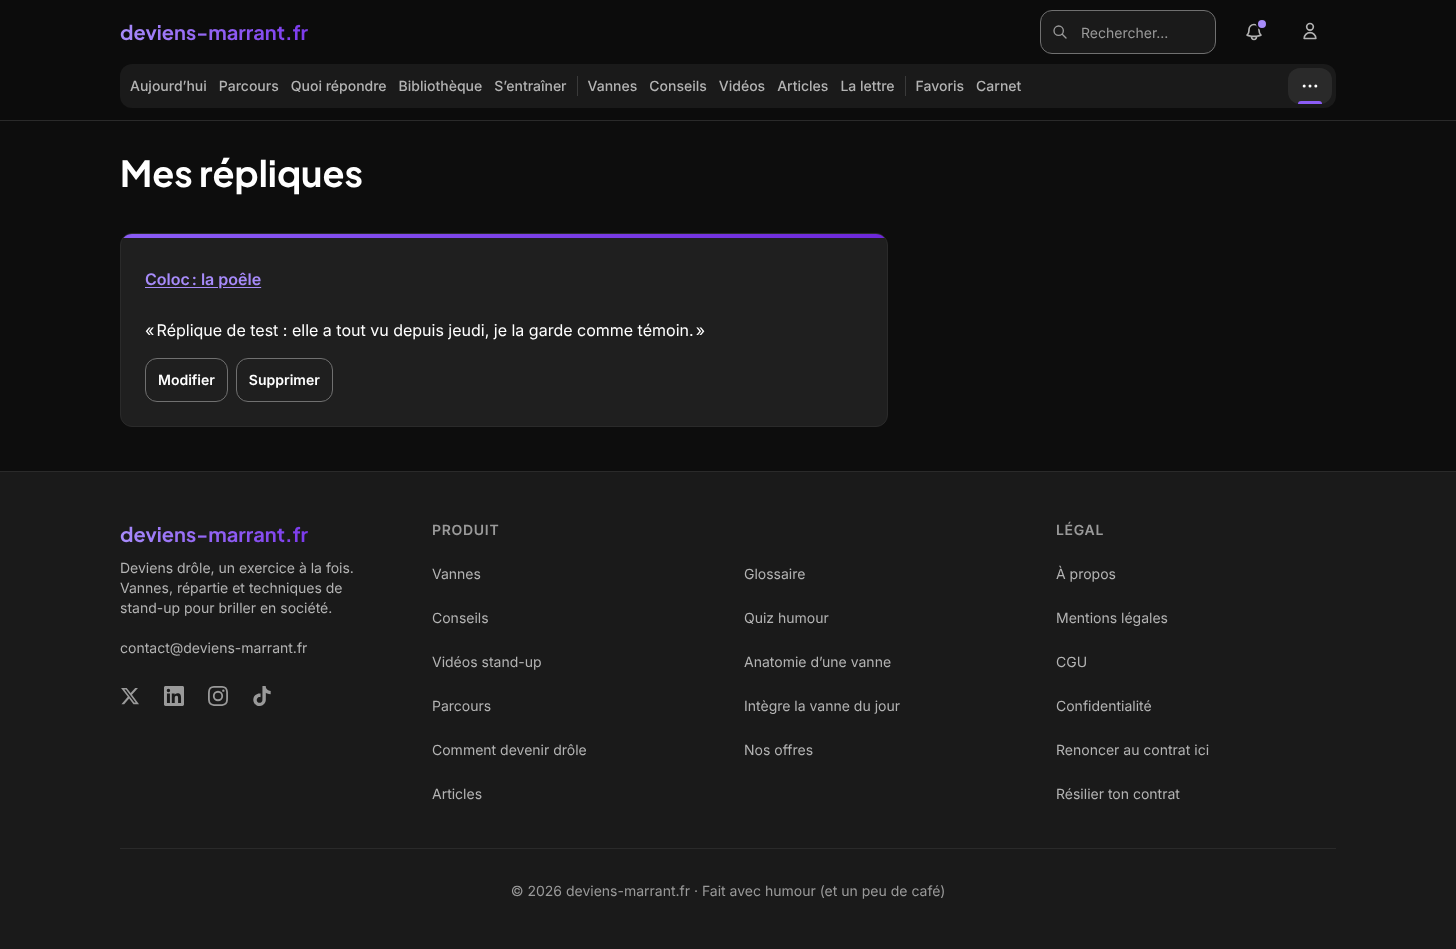 deviens-marrant.fr
Rechercher...
Aujourd’hui Parcours Quoi répondre Bibliothèque S’entraîner Vannes Conseils Vidéos Articles La lettre Favoris Carnet
Mes répliques
Coloc : la poêle
« Réplique de test : elle a tout vu depuis jeudi, je la garde comme témoin. »
Modifier Supprimer
deviens-marrant.fr
Deviens drôle, un exercice à la fois.
Vannes, répartie et techniques de
stand-up pour briller en société.
contact@deviens-marrant.fr
PRODUIT
Vannes
Conseils
Vidéos stand-up
Parcours
Comment devenir drôle
Articles
Glossaire
Quiz humour
Anatomie d’une vanne
Intègre la vanne du jour
Nos offres
LÉGAL
À propos
Mentions légales
CGU
Confidentialité
Renoncer au contrat ici
Résilier ton contrat
© 2026 deviens-marrant.fr · Fait avec humour (et un peu de café)